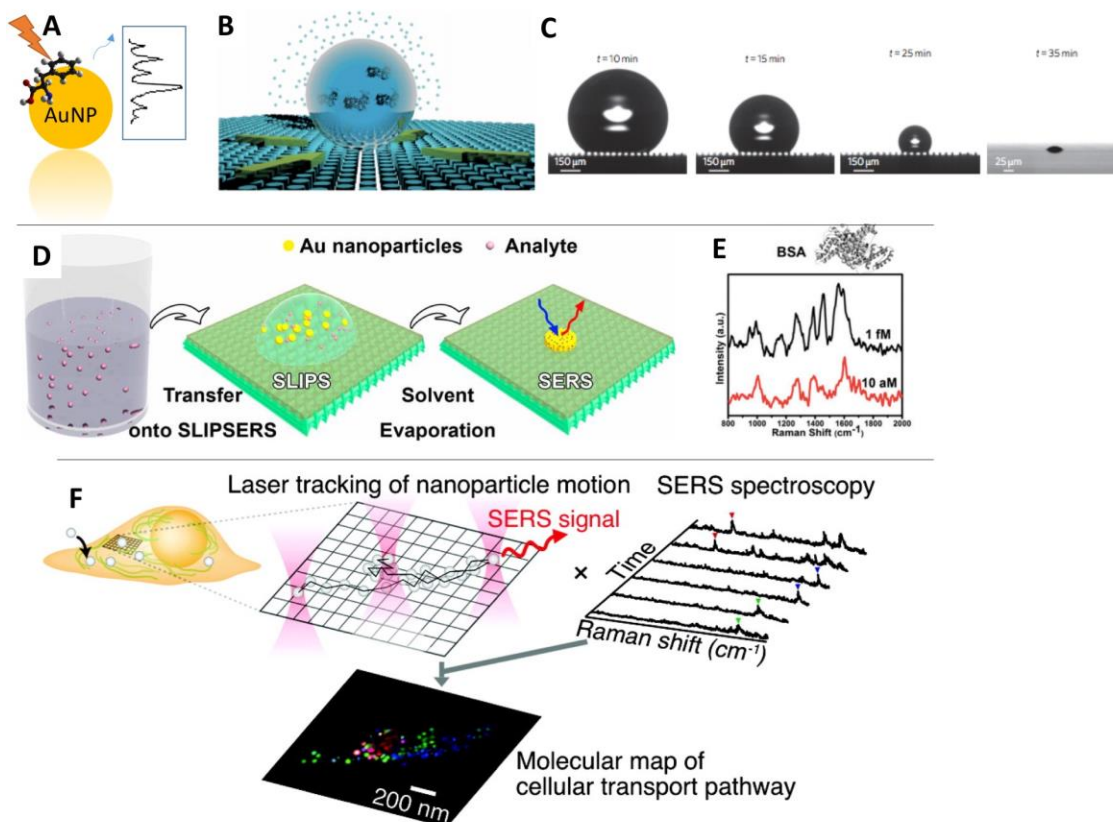 A
AuNP
B
C
t = 10 min
t = 15 min
t = 25 min
t = 35 min
150 µm
150 µm
150 µm
25 µm
D
Au nanoparticles
Analyte
SLIPS
SERS
Transfer
onto SLIPSERS
Solvent
Evaporation
E
BSA
1 fM
10 aM
Intensity (a.u.)
800 1000 1200 1400 1600 1800 2000
Raman Shift (cm⁻¹)
F
Laser tracking of nanoparticle motion
SERS spectroscopy
SERS signal
×
Time
Raman shift (cm⁻¹)
200 nm
Molecular map of
cellular transport pathway